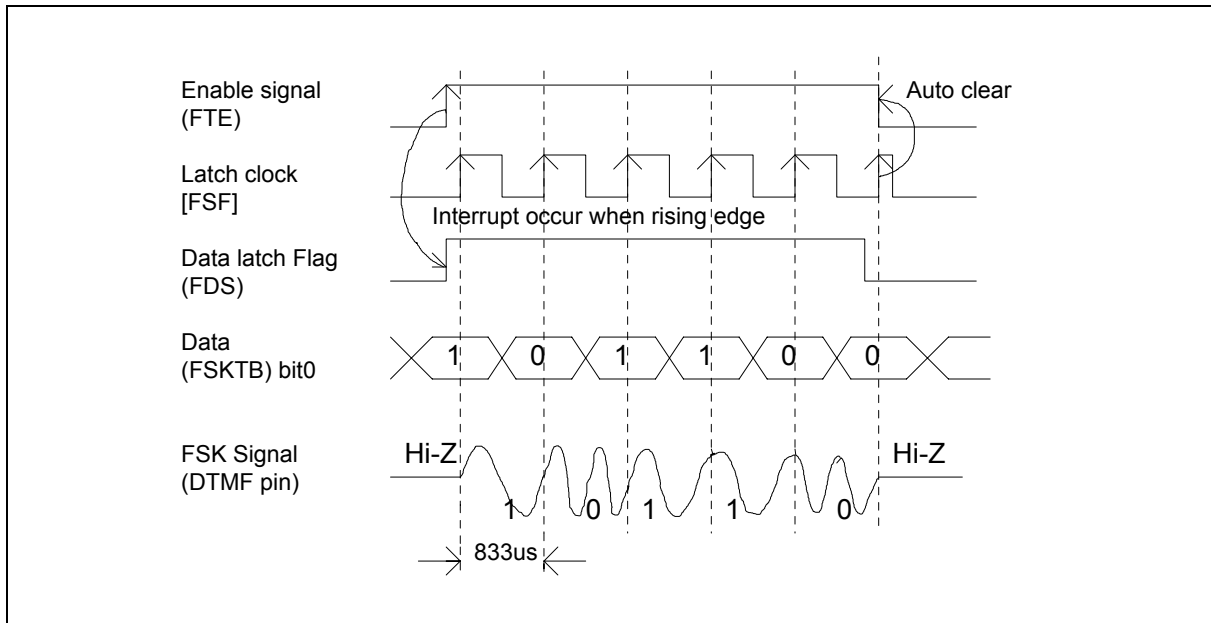 Enable signal
(FTE)
Auto clear
Latch clock
[FSF]
Interrupt occur when rising edge
Data latch Flag
(FDS)
Data
(FSKTB) bit0
1 0 1 1 0 0
FSK Signal
(DTMF pin)
Hi-Z
Hi-Z
1 0 1 1 0
833us